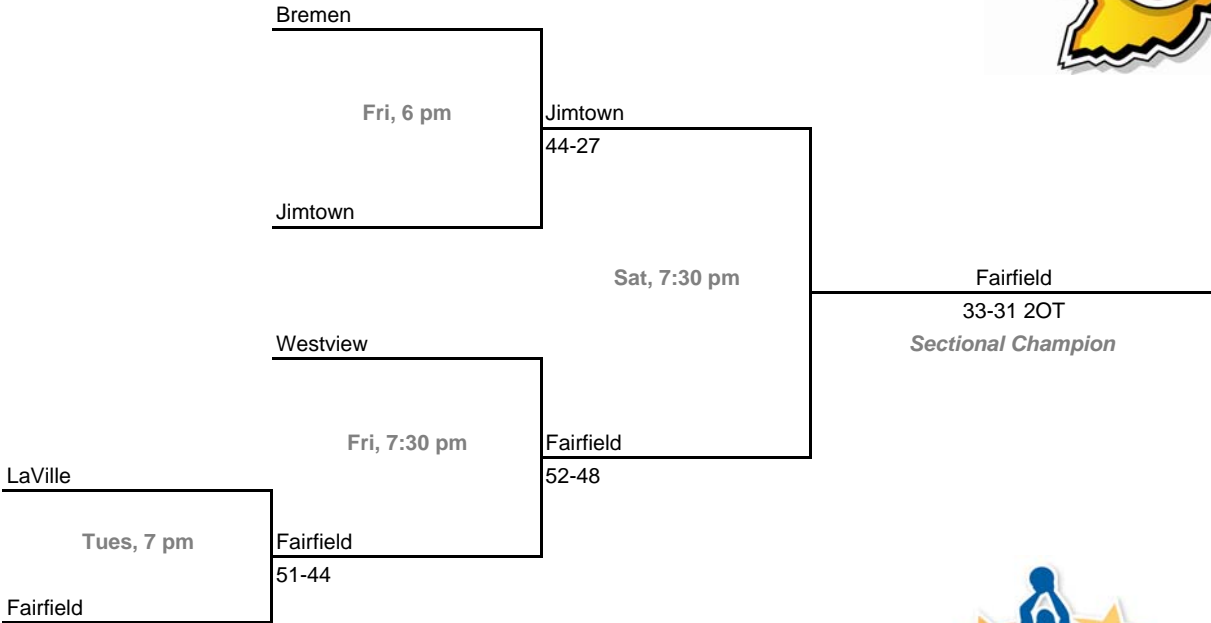 Bremen
Fri, 6 pm
Jimtown
44-27
Jimtown
Sat, 7:30 pm
Fairfield
33-31 2OT
Sectional Champion
Westview
Fri, 7:30 pm
Fairfield
52-48
LaVille
Tues, 7 pm
Fairfield
51-44
Fairfield